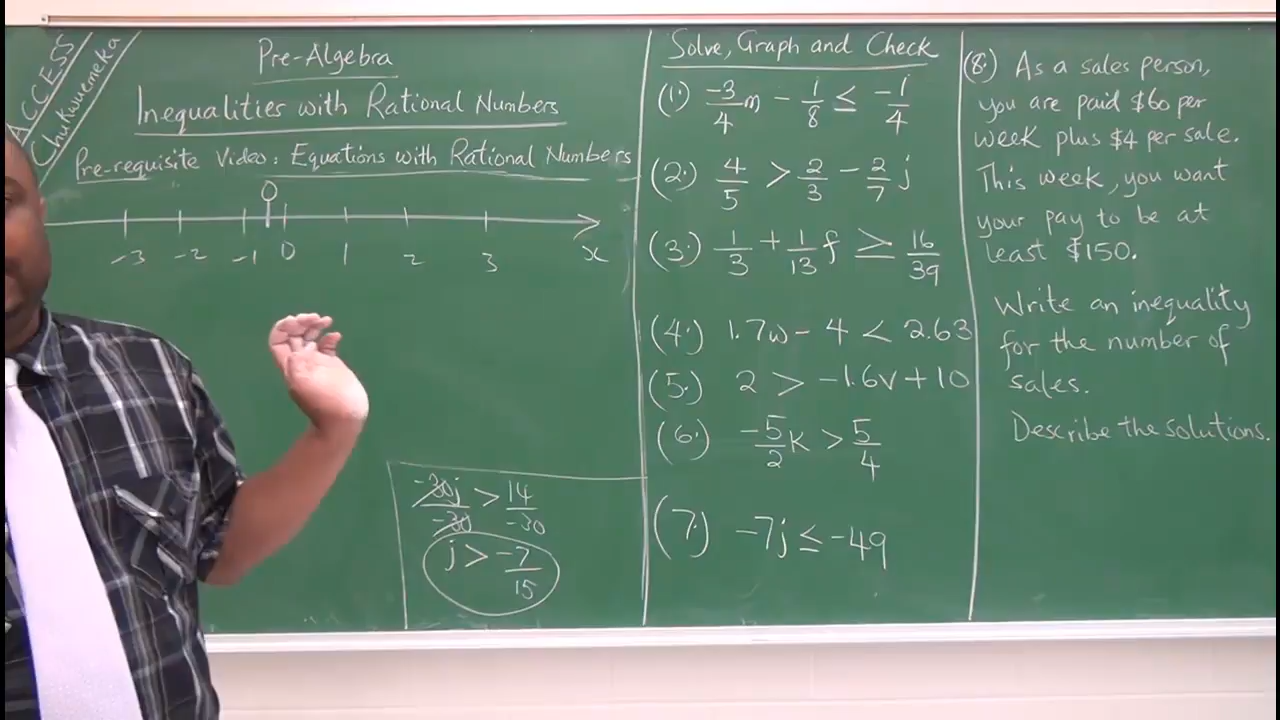 ACCESS
Chukwuemeka
Pre-Algebra
Inequalities with Rational Numbers
Pre-requisite Video: Equations with Rational Numbers
-3 -2 -1 0 1 2 3 x
-30j/-30 > 14/-30
j > -7/15
Solve, Graph and Check
(1.) -3/4 m - 1/8 ≤ -1/4
(2.) 4/5 > 2/3 - 2/7 j
(3.) 1/3 + 1/13 f ≥ 16/39
(4.) 1.7w - 4 < 2.63
(5.) 2 > -1.6v + 10
(6.) -5/2 k > 5/4
(7.) -7j ≤ -49
(8.) As a sales person,
you are paid $60 per
week plus $4 per sale.
This week, you want
your pay to be at
least $150.
Write an inequality
for the number of
sales.
Describe the solutions.